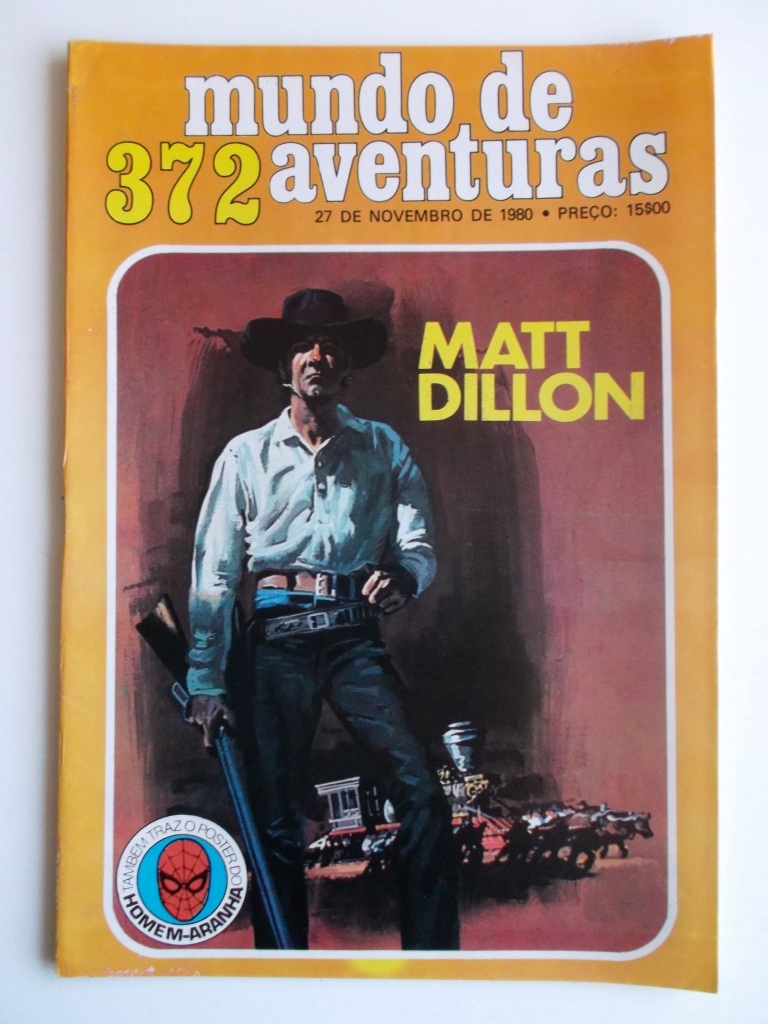 mundo de
372 aventuras
27 DE NOVEMBRO DE 1980 • PREÇO: 15$00
MATT
DILLON
TAMBÉM TRAZ O POSTER DO
HOMEM-ARANHA